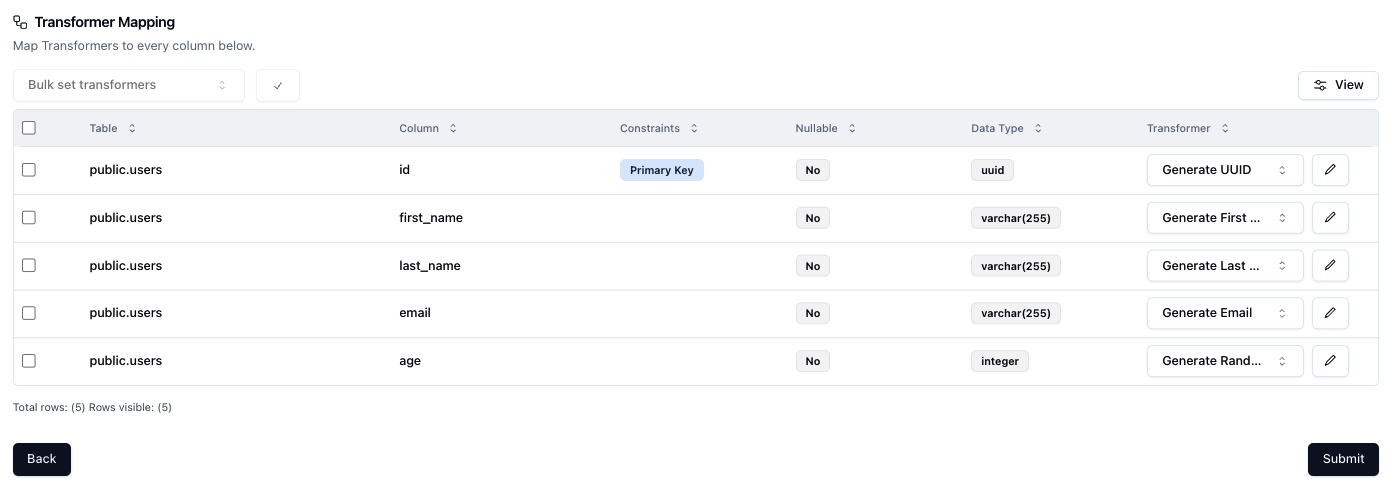 Transformer Mapping
Map Transformers to every column below.
Bulk set transformers
View
Table Column Constraints Nullable Data Type Transformer
public.users id Primary Key No uuid Generate UUID
public.users first_name No varchar(255) Generate First ...
public.users last_name No varchar(255) Generate Last ...
public.users email No varchar(255) Generate Email
public.users age No integer Generate Rand...
Total rows: (5) Rows visible: (5)
Back Submit